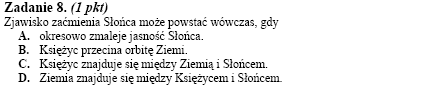 Zadanie 8. (1 pkt)
Zjawisko zaćmienia Słońca może powstać wówczas, gdy
A. okresowo zmaleje jasność Słońca.
B. Księżyc przecina orbitę Ziemi.
C. Księżyc znajduje się między Ziemią i Słońcem.
D. Ziemia znajduje się między Księżycem i Słońcem.